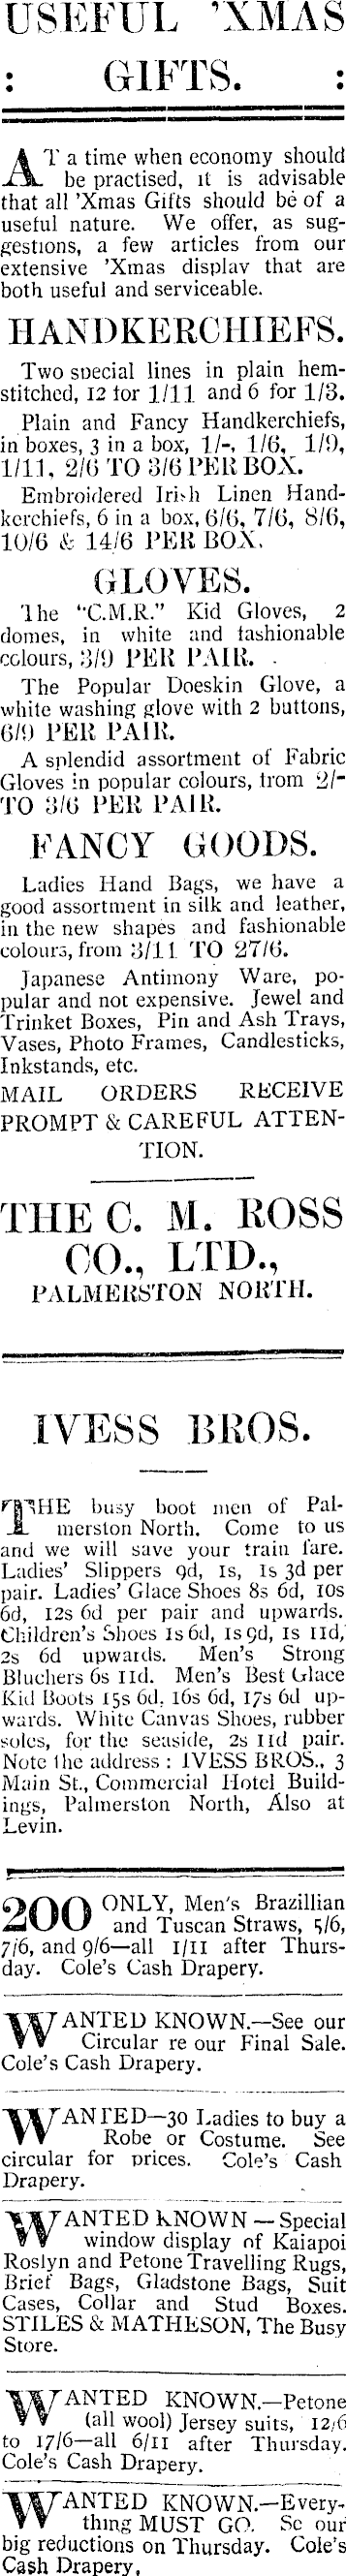 USEFUL 'XMAS
: GIFTS. :
AT a time when economy should
be practised, it is advisable
that all 'Xmas Gifts should be of a
useful nature. We offer, as sug-
gestions, a few articles from our
extensive 'Xmas display that are
both useful and serviceable.
HANDKERCHIEFS.
Two special lines in plain hem-
stitched, 12 for 1/11 and 6 for 1/3.
Plain and Fancy Handkerchiefs,
in boxes, 3 in a box, 1/-, 1/6, 1/9,
1/11, 2/6 TO 3/6 PER BOX.
Embroidered Irish Linen Hand-
kerchiefs, 6 in a box, 6/6, 7/6, 8/6,
10/6 & 14/6 PER BOX.
GLOVES.
The "C.M.R." Kid Gloves, 2
domes, in white and fashionable
colours, 3/9 PER PAIR.
The Popular Doeskin Glove, a
white washing glove with 2 buttons,
6/9 PER PAIR.
A splendid assortment of Fabric
Gloves in popular colours, from 2/-
TO 3/6 PER PAIR.
FANCY GOODS.
Ladies Hand Bags, we have a
good assortment in silk and leather,
in the new shapes and fashionable
colours, from 3/11 TO 27/6.
Japanese Antimony Ware, po-
pular and not expensive. Jewel and
Trinket Boxes, Pin and Ash Trays,
Vases, Photo Frames, Candlesticks,
Inkstands, etc.
MAIL ORDERS RECEIVE
PROMPT & CAREFUL ATTEN-
TION.
THE C. M. ROSS
CO., LTD.,
PALMERSTON NORTH.
IVESS BROS.
THE busy boot men of Pal-
merston North. Come to us
and we will save your train fare.
Ladies' Slippers 9d, 1s, 1s 3d per
pair. Ladies' Glace Shoes 8s 6d, 10s
6d, 12s 6d per pair and upwards.
Children's Shoes 1s 6d, 1s 9d, 1s 11d,
2s 6d upwards. Men's Strong
Bluchers 6s 11d. Men's Best Glace
Kid Boots 15s 6d, 16s 6d, 17s 6d up-
wards. White Canvas Shoes, rubber
soles, for the seaside, 2s 11d pair.
Note the address : IVESS BROS., 3
Main St., Commercial Hotel Build-
ings, Palmerston North, Also at
Levin.
200 ONLY, Men's Brazillian
and Tuscan Straws, 5/6,
7/6, and 9/6—all 1/11 after Thurs-
day. Cole's Cash Drapery.
WANTED KNOWN.—See our
Circular re our Final Sale.
Cole's Cash Drapery.
WANTED—30 Ladies to buy a
Robe or Costume. See
circular for prices. Cole's Cash
Drapery.
WANTED KNOWN — Special
window display of Kaiapoi
Roslyn and Petone Travelling Rugs,
Brief Bags, Gladstone Bags, Suit
Cases, Collar and Stud Boxes.
STILES & MATHESON, The Busy
Store.
WANTED KNOWN.—Petone
(all wool) Jersey suits, 12/6
to 17/6—all 6/11 after Thursday.
Cole's Cash Drapery.
WANTED KNOWN.—Every-
thing MUST GO. Se our
big reductions on Thursday. Cole's
Cash Drapery,